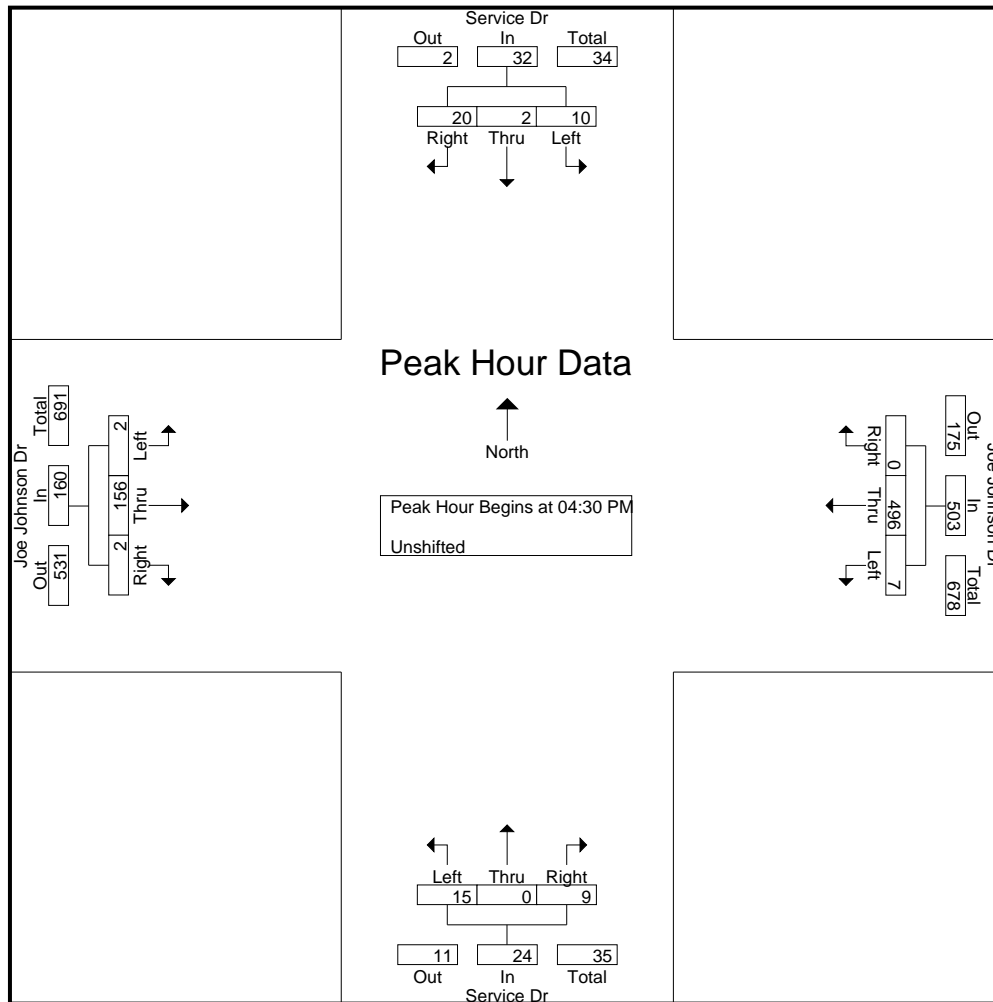 Service Dr
Out In Total
2 32 34
20 2 10
Right Thru Left
Peak Hour Data
North
Peak Hour Begins at 04:30 PM
Unshifted
Joe Johnson Dr
Total In Out
691 160 531
2 156 2
Left Thru Right
Right Thru Left
0 496 7
Out In Total
175 503 678
Joe Johnson Dr
Left Thru Right
15 0 9
11 24 35
Out In Total
Service Dr